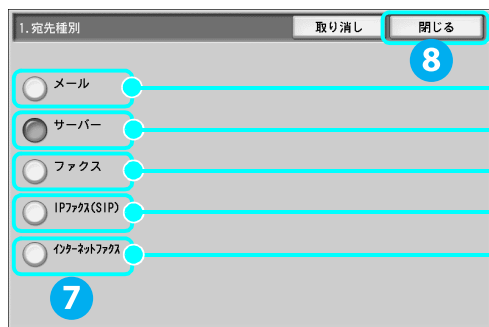 1.宛先種別
取り消し
閉じる
8
メール
サーバー
ファクス
IPファクス(SIP)
インターネットファクス
7